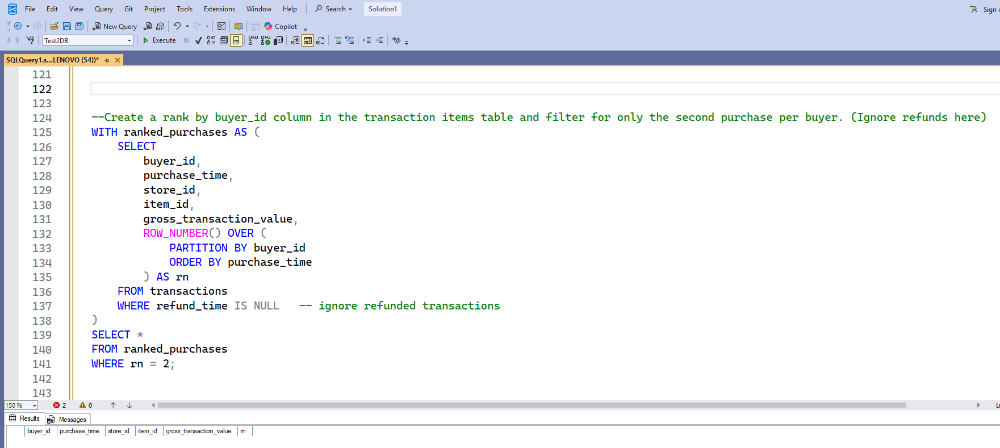 File Edit View Query Git Project Tools Extensions Window Help Search Solution1 Sign i
New Query DAX Copilot
Test2DB Execute
SQLQuery1.s...LENOVO (54))*
121
122
123
124 --Create a rank by buyer_id column in the transaction items table and filter for only the second purchase per buyer. (Ignore refunds here)
125 WITH ranked_purchases AS (
126 SELECT
127 buyer_id,
128 purchase_time,
129 store_id,
130 item_id,
131 gross_transaction_value,
132 ROW_NUMBER() OVER (
133 PARTITION BY buyer_id
134 ORDER BY purchase_time
135 ) AS rn
136 FROM transactions
137 WHERE refund_time IS NULL -- ignore refunded transactions
138 )
139 SELECT *
140 FROM ranked_purchases
141 WHERE rn = 2;
142
143
150 % 2 0 L
Results Messages
buyer_id purchase_time store_id item_id gross_transaction_value rn